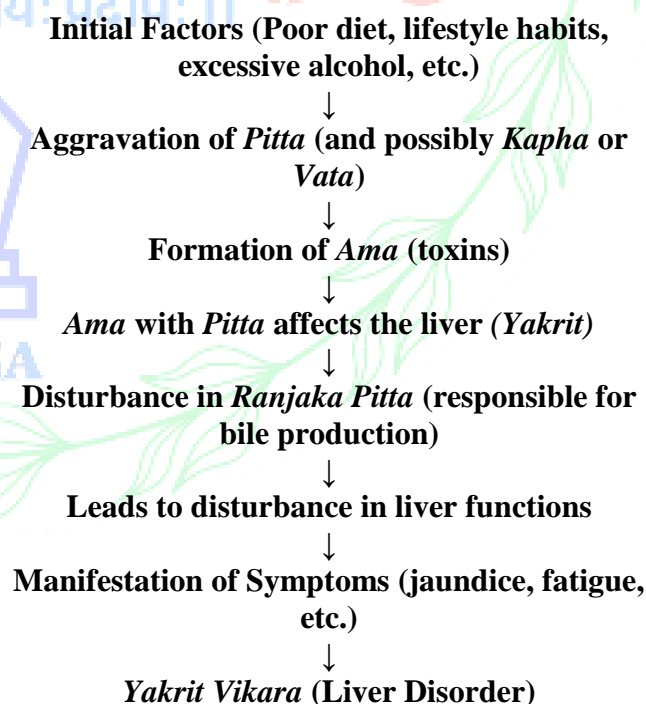 Initial Factors (Poor diet, lifestyle habits,
excessive alcohol, etc.)
↓
Aggravation of Pitta (and possibly Kapha or
Vata)
↓
Formation of Ama (toxins)
↓
Ama with Pitta affects the liver (Yakrit)
↓
Disturbance in Ranjaka Pitta (responsible for
bile production)
↓
Leads to disturbance in liver functions
↓
Manifestation of Symptoms (jaundice, fatigue,
etc.)
↓
Yakrit Vikara (Liver Disorder)